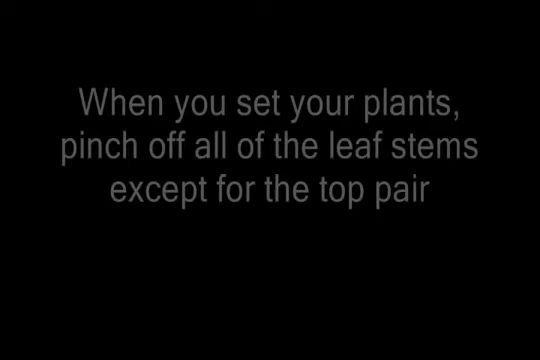 When you set your plants,
pinch off all of the leaf stems
except for the top pair